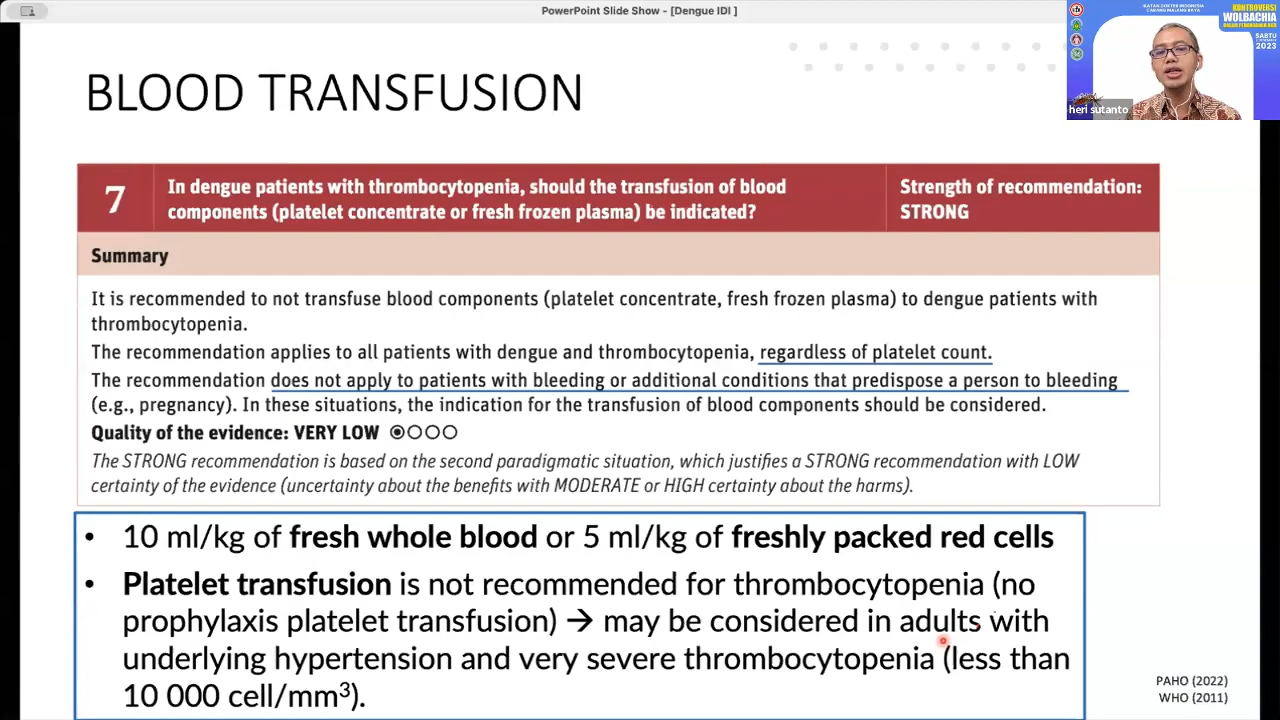 PowerPoint Slide Show - [Dengue IDI ]
IKATAN DOKTER INDONESIA
CABANG MALANG RAYA
KONTROVERSI
WOLBACHIA
SABTU
2023
heri sutanto
BLOOD TRANSFUSION
7
In dengue patients with thrombocytopenia, should the transfusion of blood
components (platelet concentrate or fresh frozen plasma) be indicated?
Strength of recommendation:
STRONG
Summary
It is recommended to not transfuse blood components (platelet concentrate, fresh frozen plasma) to dengue patients with
thrombocytopenia.
The recommendation applies to all patients with dengue and thrombocytopenia, regardless of platelet count.
The recommendation does not apply to patients with bleeding or additional conditions that predispose a person to bleeding
(e.g., pregnancy). In these situations, the indication for the transfusion of blood components should be considered.
Quality of the evidence: VERY LOW
The STRONG recommendation is based on the second paradigmatic situation, which justifies a STRONG recommendation with LOW
certainty of the evidence (uncertainty about the benefits with MODERATE or HIGH certainty about the harms).
• 10 ml/kg of fresh whole blood or 5 ml/kg of freshly packed red cells
• Platelet transfusion is not recommended for thrombocytopenia (no
prophylaxis platelet transfusion) → may be considered in adults with
underlying hypertension and very severe thrombocytopenia (less than
10 000 cell/mm³).
PAHO (2022)
WHO (2011)